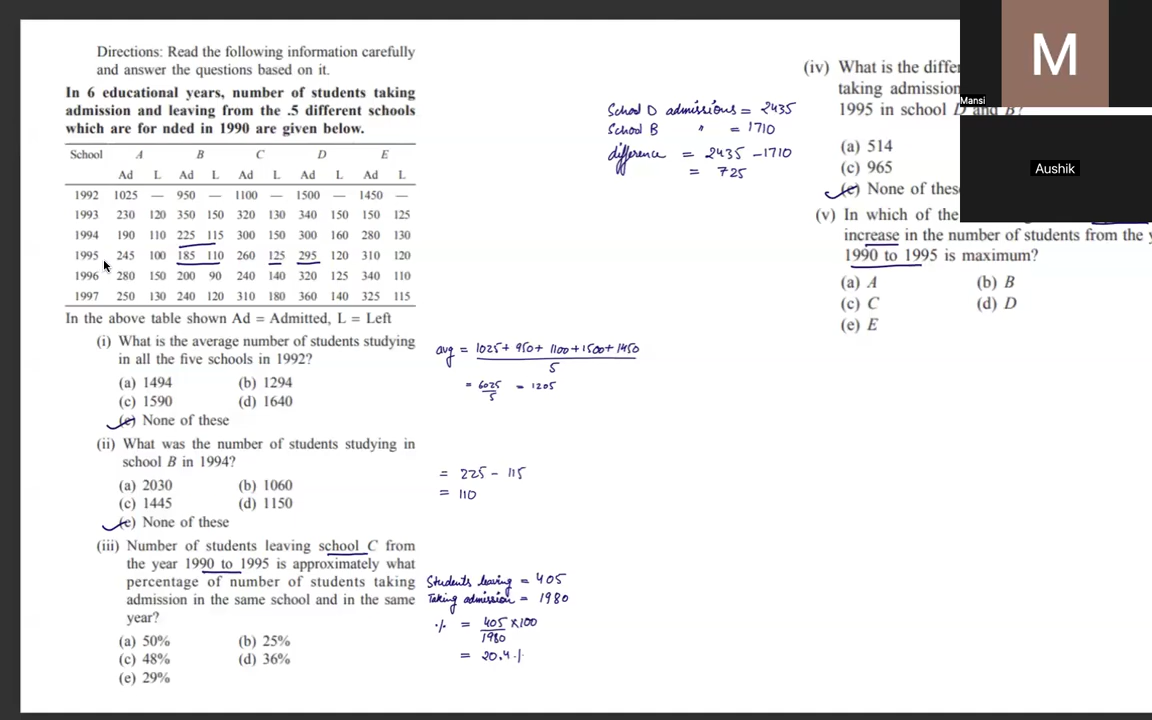 Directions: Read the following information carefully
and answer the questions based on it.
In 6 educational years, number of students taking
admission and leaving from the .5 different schools
which are for nded in 1990 are given below.
School A B C D E
Ad L Ad L Ad L Ad L Ad L
1992 1025 — 950 — 1100 — 1500 — 1450 —
1993 230 120 350 150 320 130 340 150 150 125
1994 190 110 225 115 300 150 300 160 280 130
1995 245 100 185 110 260 125 295 120 310 120
1996 280 150 200 90 240 140 320 125 340 110
1997 250 130 240 120 310 180 360 140 325 115
In the above table shown Ad = Admitted, L = Left
(i) What is the average number of students studying
in all the five schools in 1992?
(a) 1494 (b) 1294
(c) 1590 (d) 1640
(e) None of these
avg = 1025+ 950+ 1100+1500+1450
5
= 6025
5
= 1205
(ii) What was the number of students studying in
school B in 1994?
(a) 2030 (b) 1060
(c) 1445 (d) 1150
(e) None of these
= 225 - 115
= 110
(iii) Number of students leaving school C from
the year 1990 to 1995 is approximately what
percentage of number of students taking
admission in the same school and in the same
year?
(a) 50% (b) 25%
(c) 48% (d) 36%
(e) 29%
Students leaving = 405
Taking admission = 1980
% = 405 ×100
1980
= 20.4%
School D admissions = 2435
School B " = 1710
difference = 2435 -1710
= 725
(iv) What is the
taking admission
1995 in school D and B?
(a) 514
(c) 965
(e) None of
(v) In which of the
increase in the number of students from the
1990 to 1995 is maximum?
(a) A (b) B
(c) C (d) D
(e) E
M
Mansi
Aushik